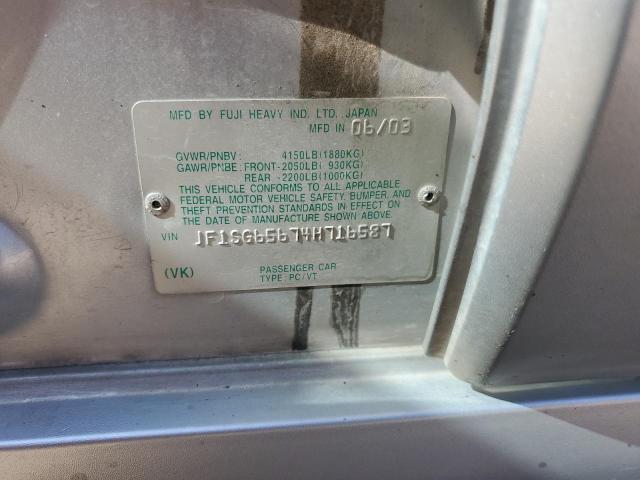 MFD BY FUJI HEAVY IND. LTD. JAPAN
MFD IN 06/03
GVWR/PNBV : 4150LB(1880KG)
GAWR/PNBE : FRONT-2050LB( 930KG)
REAR -2200LB(1000KG)
THIS VEHICLE CONFORMS TO ALL APPLICABLE
FEDERAL MOTOR VEHICLE SAFETY, BUMPER, AND
THEFT PREVENTION STANDARDS IN EFFECT ON
THE DATE OF MANUFACTURE SHOWN ABOVE.
VIN JF1SG65674H716587
(VK) PASSENGER CAR
TYPE:PC/VT